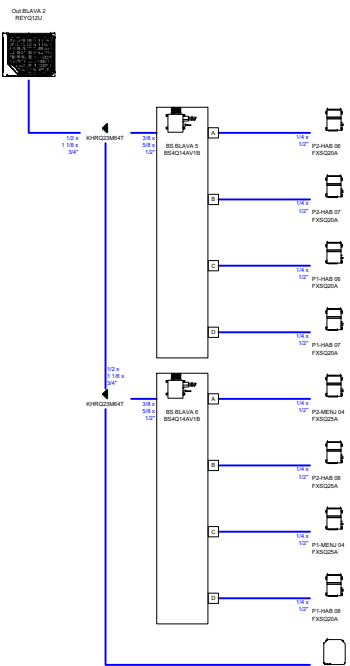 Out BLAVA 2
REYQ12U
1/2 x
1 1/8 x
3/4"
KHRQ23M64T
3/8 x
5/8 x
1/2"
BS BLAVA 5
BS4Q14AV1B
A
1/4 x
1/2"
P2-HAB 06
FXSQ20A
B
1/4 x
1/2"
P2-HAB 07
FXSQ20A
C
1/4 x
1/2"
P1-HAB 06
FXSQ20A
D
1/4 x
1/2"
P1-HAB 07
FXSQ20A
1/2 x
1 1/8 x
3/4"
KHRQ23M64T
3/8 x
5/8 x
1/2"
BS BLAVA 6
BS4Q14AV1B
A
1/4 x
1/2"
P2-MENJ 04
FXSQ25A
B
1/4 x
1/2"
P2-HAB 08
FXSQ25A
C
1/4 x
1/2"
P1-MENJ 04
FXSQ25A
D
1/4 x
1/2"
P1-HAB 08
FXSQ20A